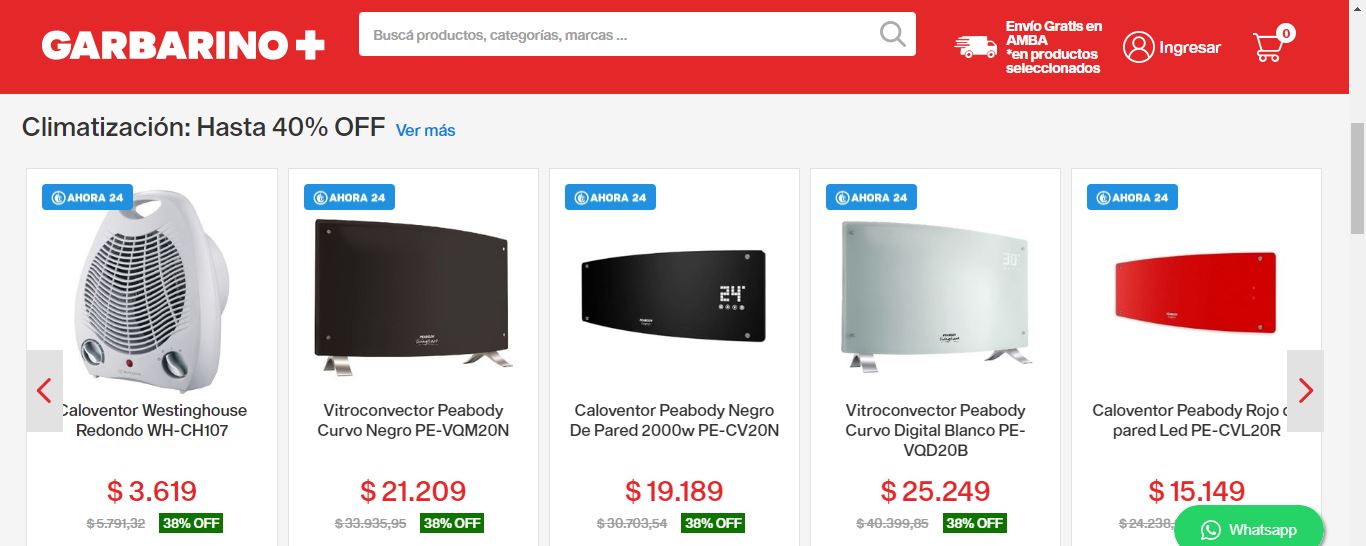 GARBARINO+
Buscá productos, categorías, marcas ...
Envío Gratis en
AMBA
*en productos
seleccionados
Ingresar
0
Climatización: Hasta 40% OFF Ver más
AHORA 24
Caloventor Westinghouse
Redondo WH-CH107
$ 3.619
$ 5.791,32 38% OFF
AHORA 24
PEABODY
Vitroconvector Peabody
Curvo Negro PE-VQM20N
$ 21.209
$ 33.935,95 38% OFF
AHORA 24
24°
PEABODY
Caloventor Peabody Negro
De Pared 2000w PE-CV20N
$ 19.189
$ 30.703,54 38% OFF
AHORA 24
30°
PEABODY
Vitroconvector Peabody
Curvo Digital Blanco PE-
VQD20B
$ 25.249
$ 40.399,85 38% OFF
AHORA 24
Caloventor Peabody Rojo
pared Led PE-CVL20R
$ 15.149
$ 24.238,
Whatsapp